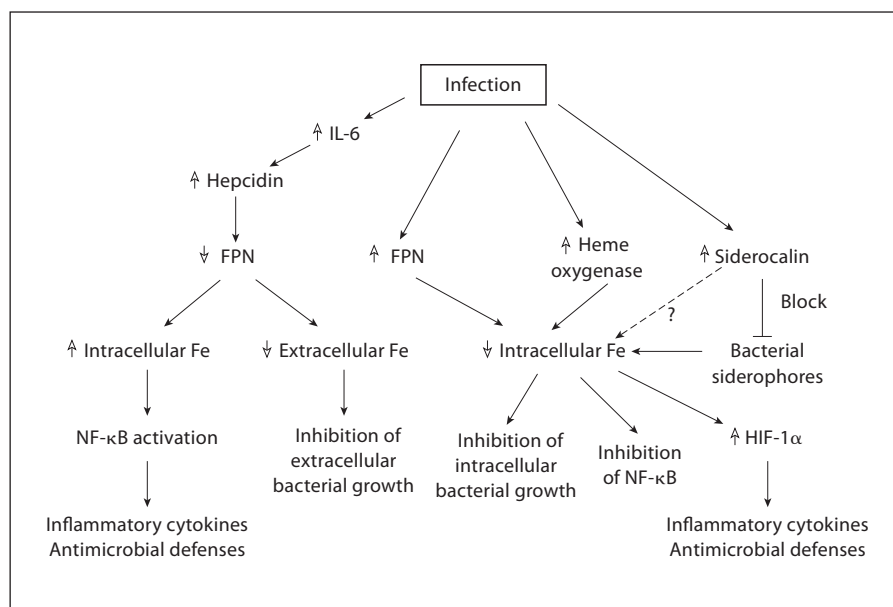 Infection
IL-6
Hepcidin
FPN
FPN
Heme
oxygenase
Siderocalin
Block
?
Intracellular Fe
Extracellular Fe
Intracellular Fe
Bacterial
siderophores
NF-κB activation
Inhibition of
extracellular
bacterial growth
Inhibition of
intracellular
bacterial growth
Inhibition
of NF-κB
HIF-1α
Inflammatory cytokines
Antimicrobial defenses
Inflammatory cytokines
Antimicrobial defenses